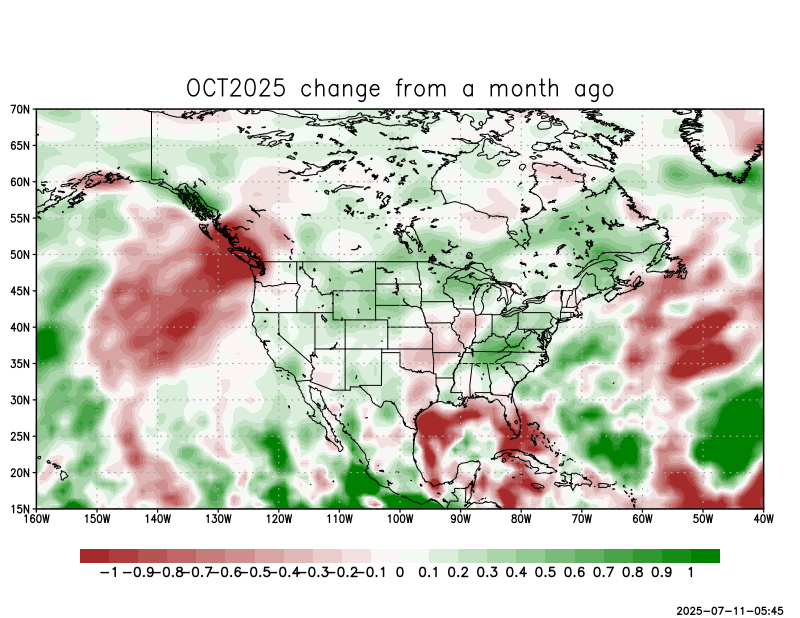 OCT2025 change from a month ago
70N
65N
60N
55N
50N
45N
40N
35N
30N
25N
20N
15N
160W 150W 140W 130W 120W 110W 100W 90W 80W 70W 60W 50W 40W
-1 -0.9 -0.8 -0.7 -0.6 -0.5 -0.4 -0.3 -0.2 -0.1 0 0.1 0.2 0.3 0.4 0.5 0.6 0.7 0.8 0.9 1
2025-07-11-05:45